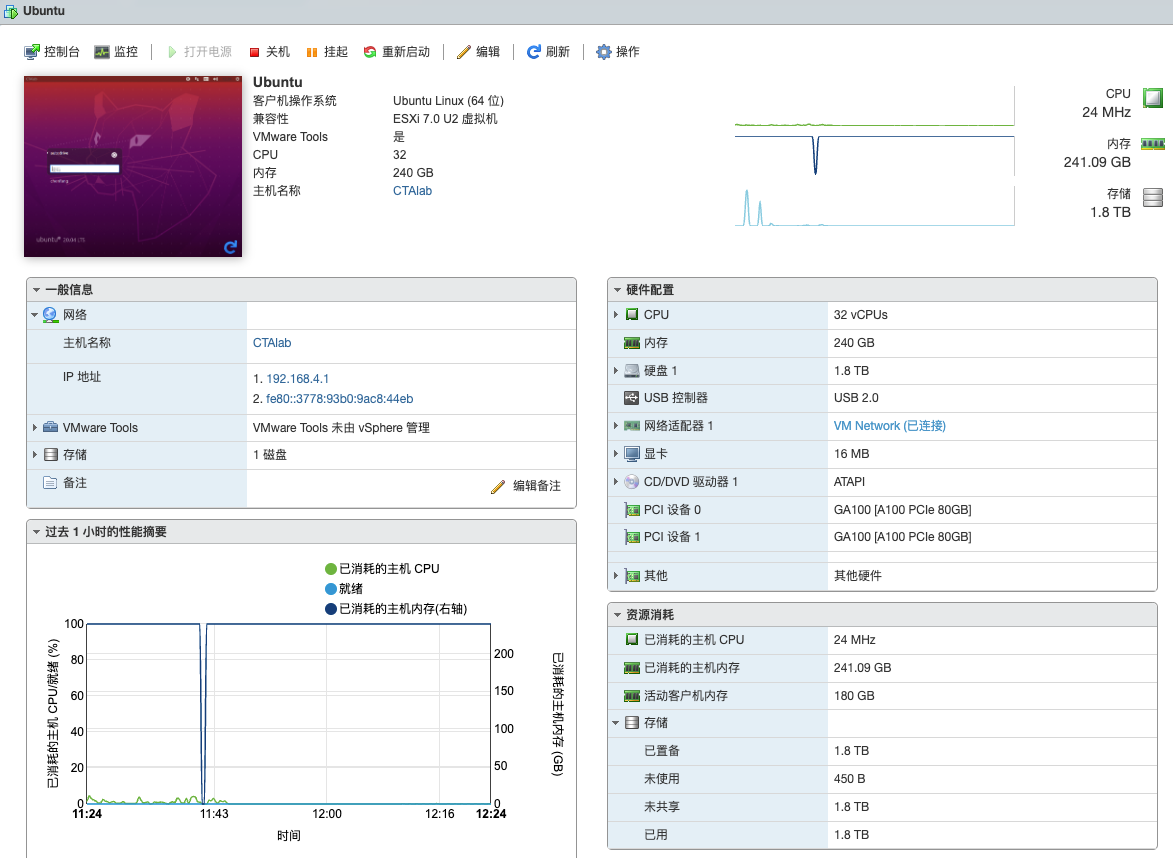 Ubuntu
控制台 监控 打开电源 关机 挂起 重新启动 编辑 刷新 操作
ubuntu® 20.04 LTS
Ubuntu
客户机操作系统 Ubuntu Linux (64 位)
兼容性 ESXi 7.0 U2 虚拟机
VMware Tools 是
CPU 32
内存 240 GB
主机名称 CTAlab
CPU
24 MHz
内存
241.09 GB
存储
1.8 TB
一般信息
网络
主机名称 CTAlab
IP 地址 1. 192.168.4.1
2. fe80::3778:93b0:9ac8:44eb
VMware Tools VMware Tools 未由 vSphere 管理
存储 1 磁盘
备注 编辑备注
过去 1 小时的性能摘要
已消耗的主机 CPU
就绪
已消耗的主机内存(右轴)
已消耗的主机 CPU/就绪 (%)
100
80
60
40
20
0
200
150
100
50
0
已消耗的主机内存 (GB)
11:24 11:43 12:00 12:16 12:24
时间
硬件配置
CPU 32 vCPUs
内存 240 GB
硬盘 1 1.8 TB
USB 控制器 USB 2.0
网络适配器 1 VM Network (已连接)
显卡 16 MB
CD/DVD 驱动器 1 ATAPI
PCI 设备 0 GA100 [A100 PCIe 80GB]
PCI 设备 1 GA100 [A100 PCIe 80GB]
其他 其他硬件
资源消耗
已消耗的主机 CPU 24 MHz
已消耗的主机内存 241.09 GB
活动客户机内存 180 GB
存储
已置备 1.8 TB
未使用 450 B
未共享 1.8 TB
已用 1.8 TB